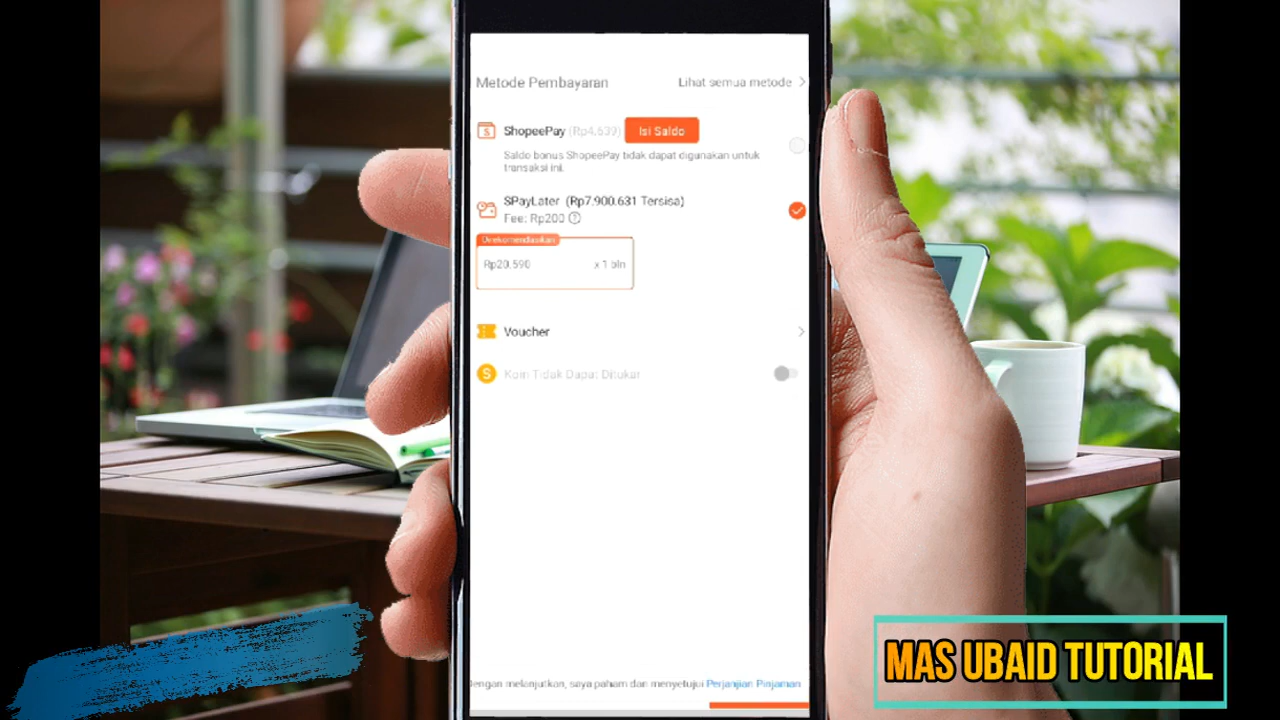 Metode Pembayaran Lihat semua metode
ShopeePay (Rp4.639) Isi Saldo
Saldo bonus ShopeePay tidak dapat digunakan untuk
transaksi ini.
SPayLater (Rp7.900.631 Tersisa)
Fee: Rp200
Direkomendasikan
Rp20.590 x 1 bln
Voucher
Koin Tidak Dapat Ditukar
dengan melanjutkan, saya paham dan menyetujui Perjanjian Pinjaman
MAS UBAID TUTORIAL